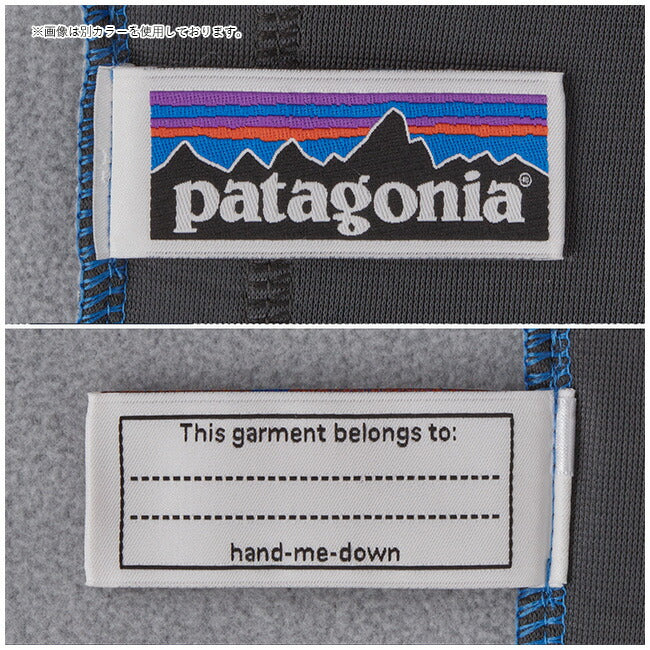 ※画像は別カラーを使用しております。
patagonia®
This garment belongs to:
hand-me-down